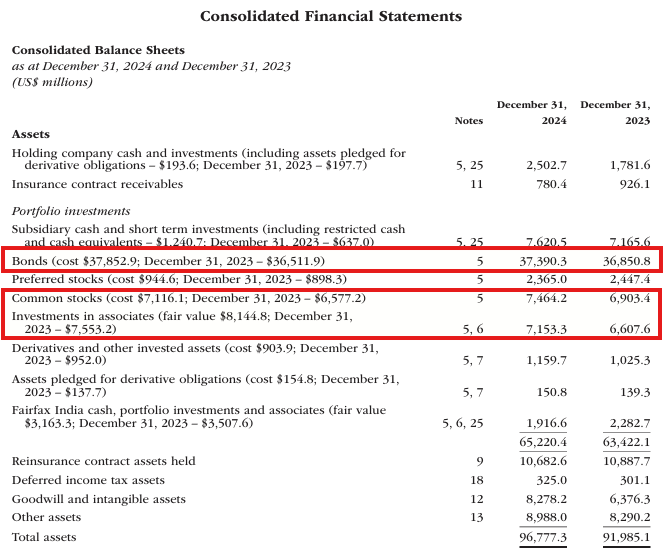 Consolidated Financial Statements
Consolidated Balance Sheets
as at December 31, 2024 and December 31, 2023
(US$ millions)
December 31, December 31,
Notes 2024 2023
Assets
Holding company cash and investments (including assets pledged for
derivative obligations – $193.6; December 31, 2023 – $197.7) 5, 25 2,502.7 1,781.6
Insurance contract receivables 11 780.4 926.1
Portfolio investments
Subsidiary cash and short term investments (including restricted cash
and cash equivalents – $1,240.7; December 31, 2023 – $637.0) 5, 25 7,620.5 7,165.6
Bonds (cost $37,852.9; December 31, 2023 – $36,511.9) 5 37,390.3 36,850.8
Preferred stocks (cost $944.6; December 31, 2023 – $898.3) 5 2,365.0 2,447.4
Common stocks (cost $7,116.1; December 31, 2023 – $6,577.2) 5 7,464.2 6,903.4
Investments in associates (fair value $8,144.8; December 31,
2023 – $7,553.2) 5, 6 7,153.3 6,607.6
Derivatives and other invested assets (cost $903.9; December 31,
2023 – $952.0) 5, 7 1,159.7 1,025.3
Assets pledged for derivative obligations (cost $154.8; December 31,
2023 – $137.7) 5, 7 150.8 139.3
Fairfax India cash, portfolio investments and associates (fair value
$3,163.3; December 31, 2023 – $3,507.6) 5, 6, 25 1,916.6 2,282.7
65,220.4 63,422.1
Reinsurance contract assets held 9 10,682.6 10,887.7
Deferred income tax assets 18 325.0 301.1
Goodwill and intangible assets 12 8,278.2 6,376.3
Other assets 13 8,988.0 8,290.2
Total assets 96,777.3 91,985.1